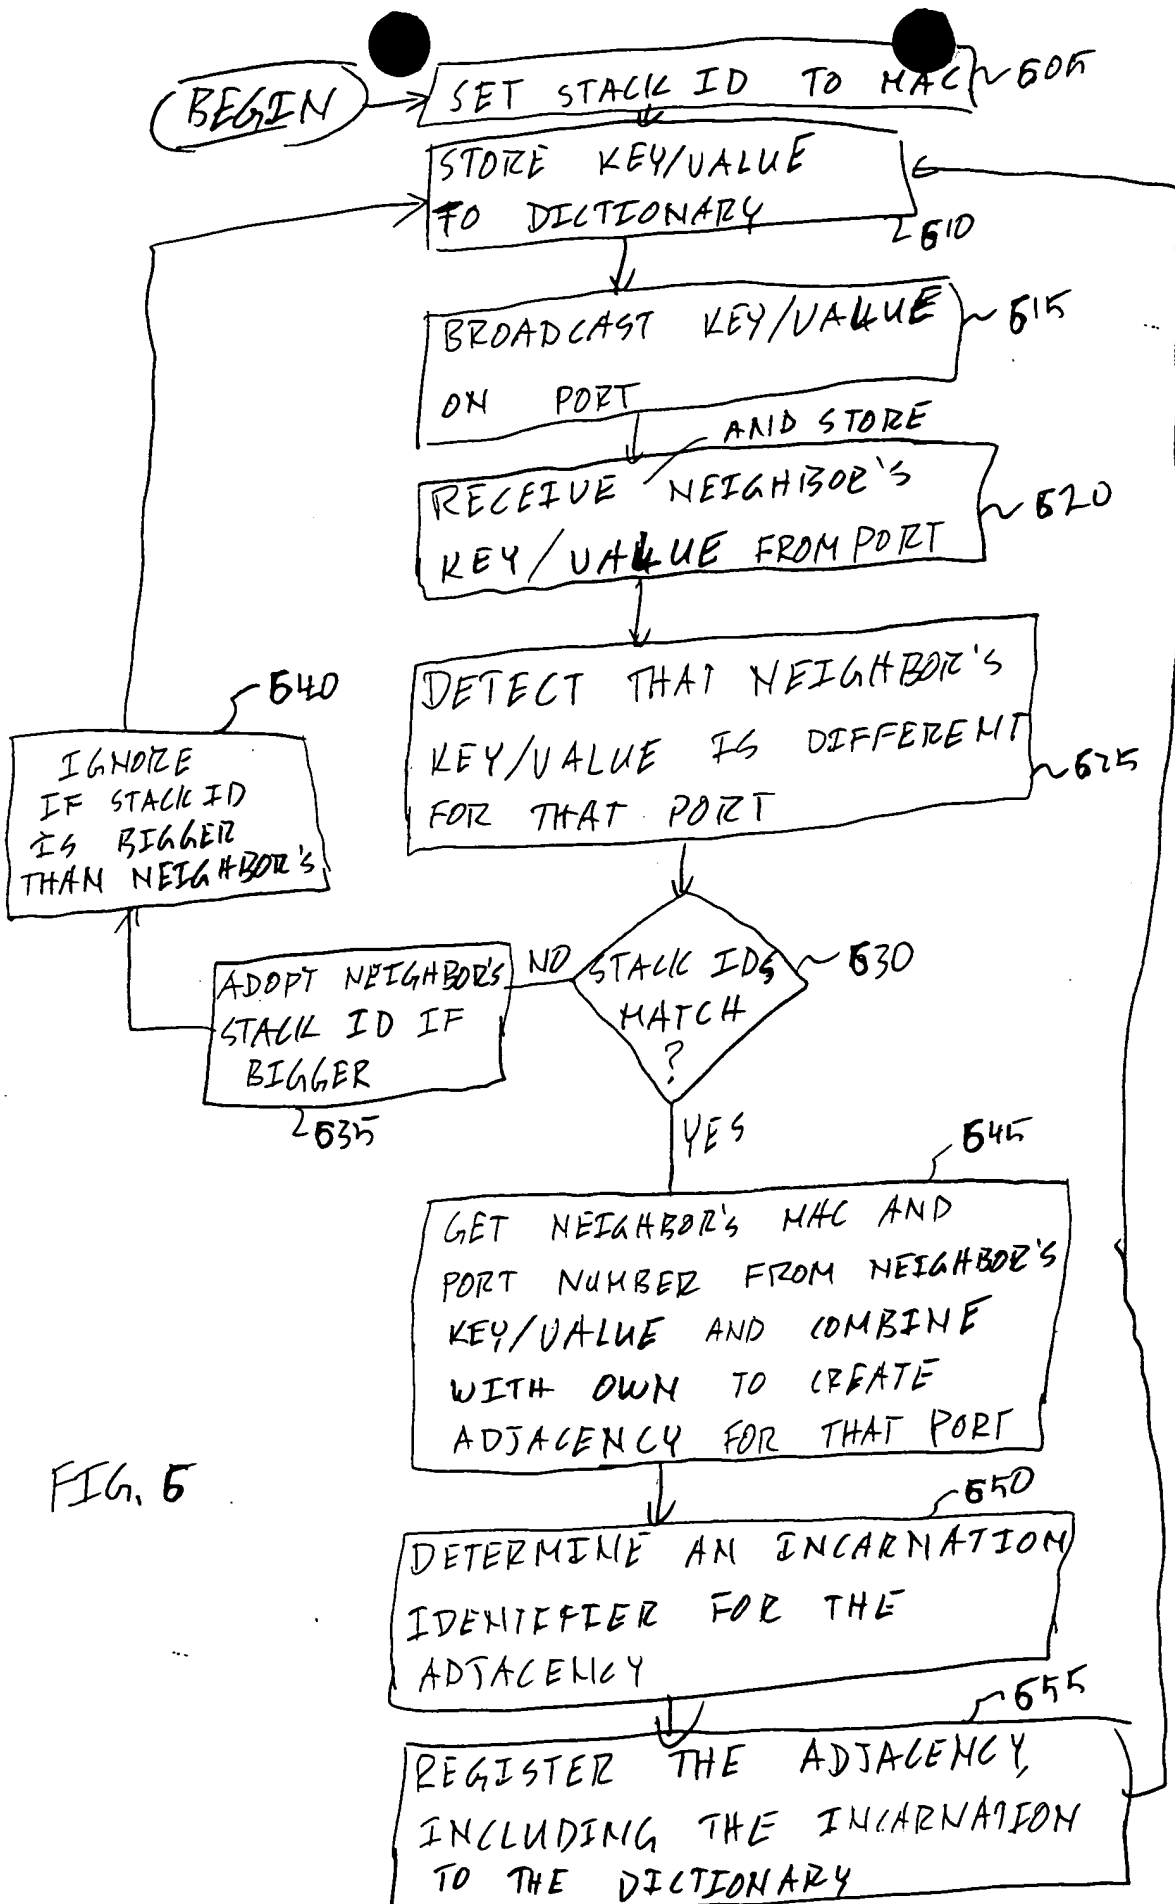 BEGIN
SET STACK ID TO MAC
605
STORE KEY/VALUE
TO DICTIONARY
610
BROADCAST KEY/VALUE
ON PORT
615
AND STORE
RECEIVE NEIGHBOR'S
KEY/VALUE FROM PORT
620
DETECT THAT NEIGHBOR'S
KEY/VALUE IS DIFFERENT
FOR THAT PORT
625
640
IGNORE
IF STACK ID
IS BIGGER
THAN NEIGHBOR'S
STACK IDS
MATCH
?
630
NO
ADOPT NEIGHBOR'S
STACK ID IF
BIGGER
635
YES
645
GET NEIGHBOR'S MAC AND
PORT NUMBER FROM NEIGHBOR'S
KEY/VALUE AND COMBINE
WITH OWN TO CREATE
ADJACENCY FOR THAT PORT
FIG. 6
650
DETERMINE AN INCARNATION
IDENTIFIER FOR THE
ADJACENCY
655
REGISTER THE ADJACENCY,
INCLUDING THE INCARNATION
TO THE DICTIONARY